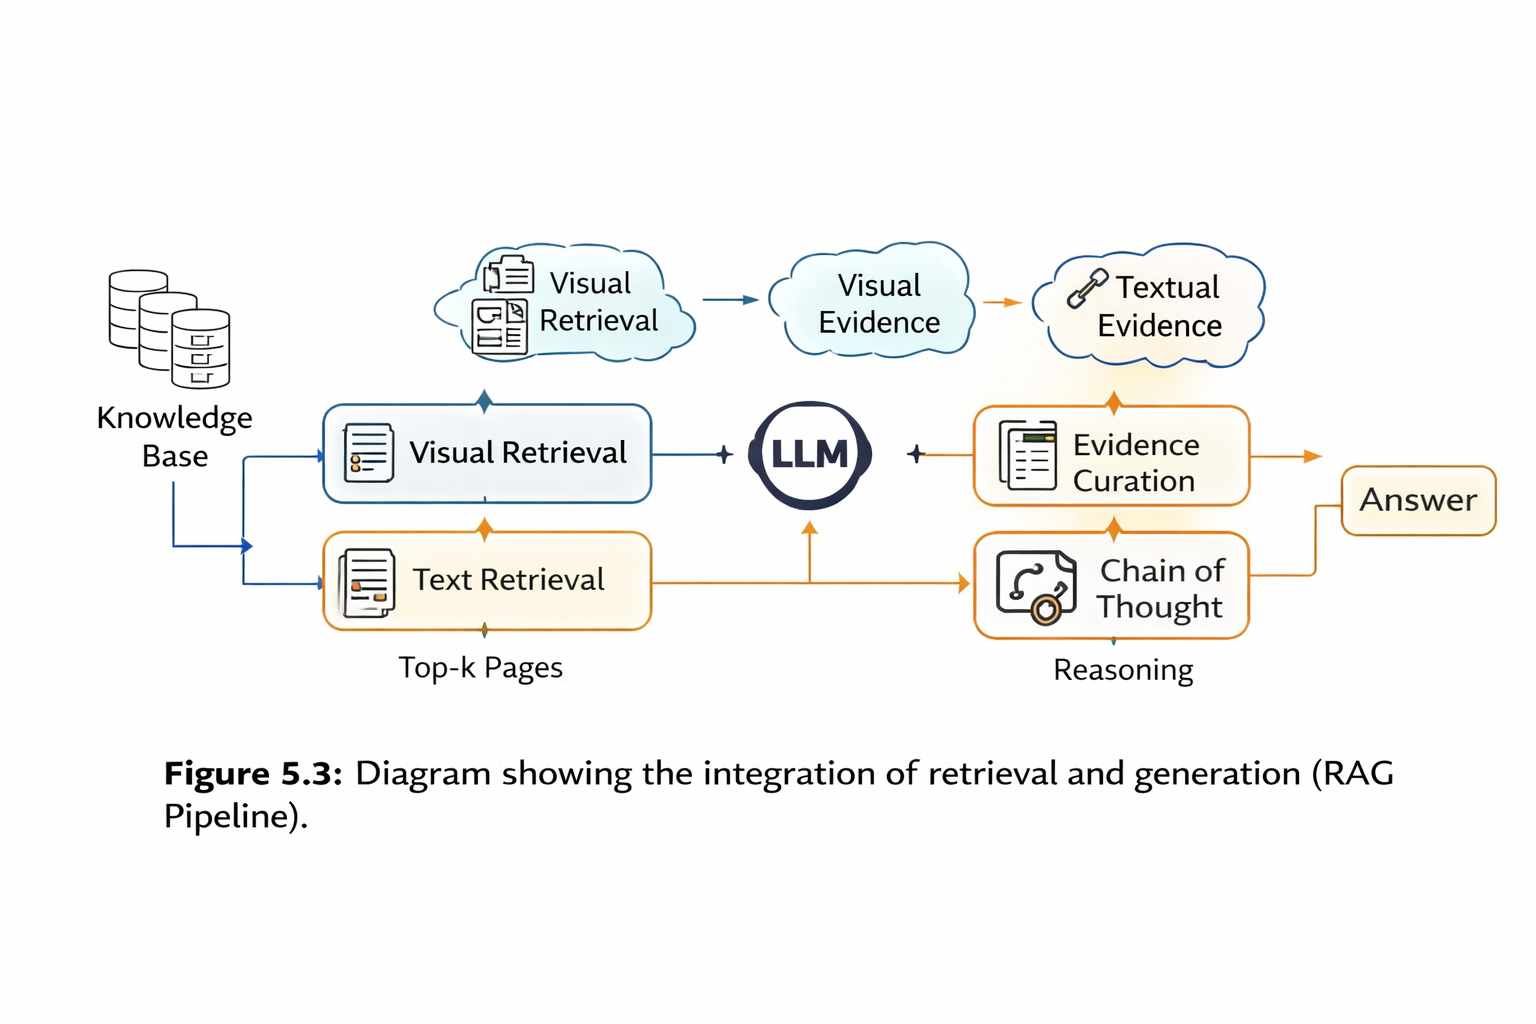 Visual
Retrieval
Visual
Evidence
Textual
Evidence
Knowledge
Base
Visual Retrieval
LLM
Evidence
Curation
Answer
Text Retrieval
Chain of
Thought
Top-k Pages
Reasoning
Figure 5.3: Diagram showing the integration of retrieval and generation (RAG
Pipeline).